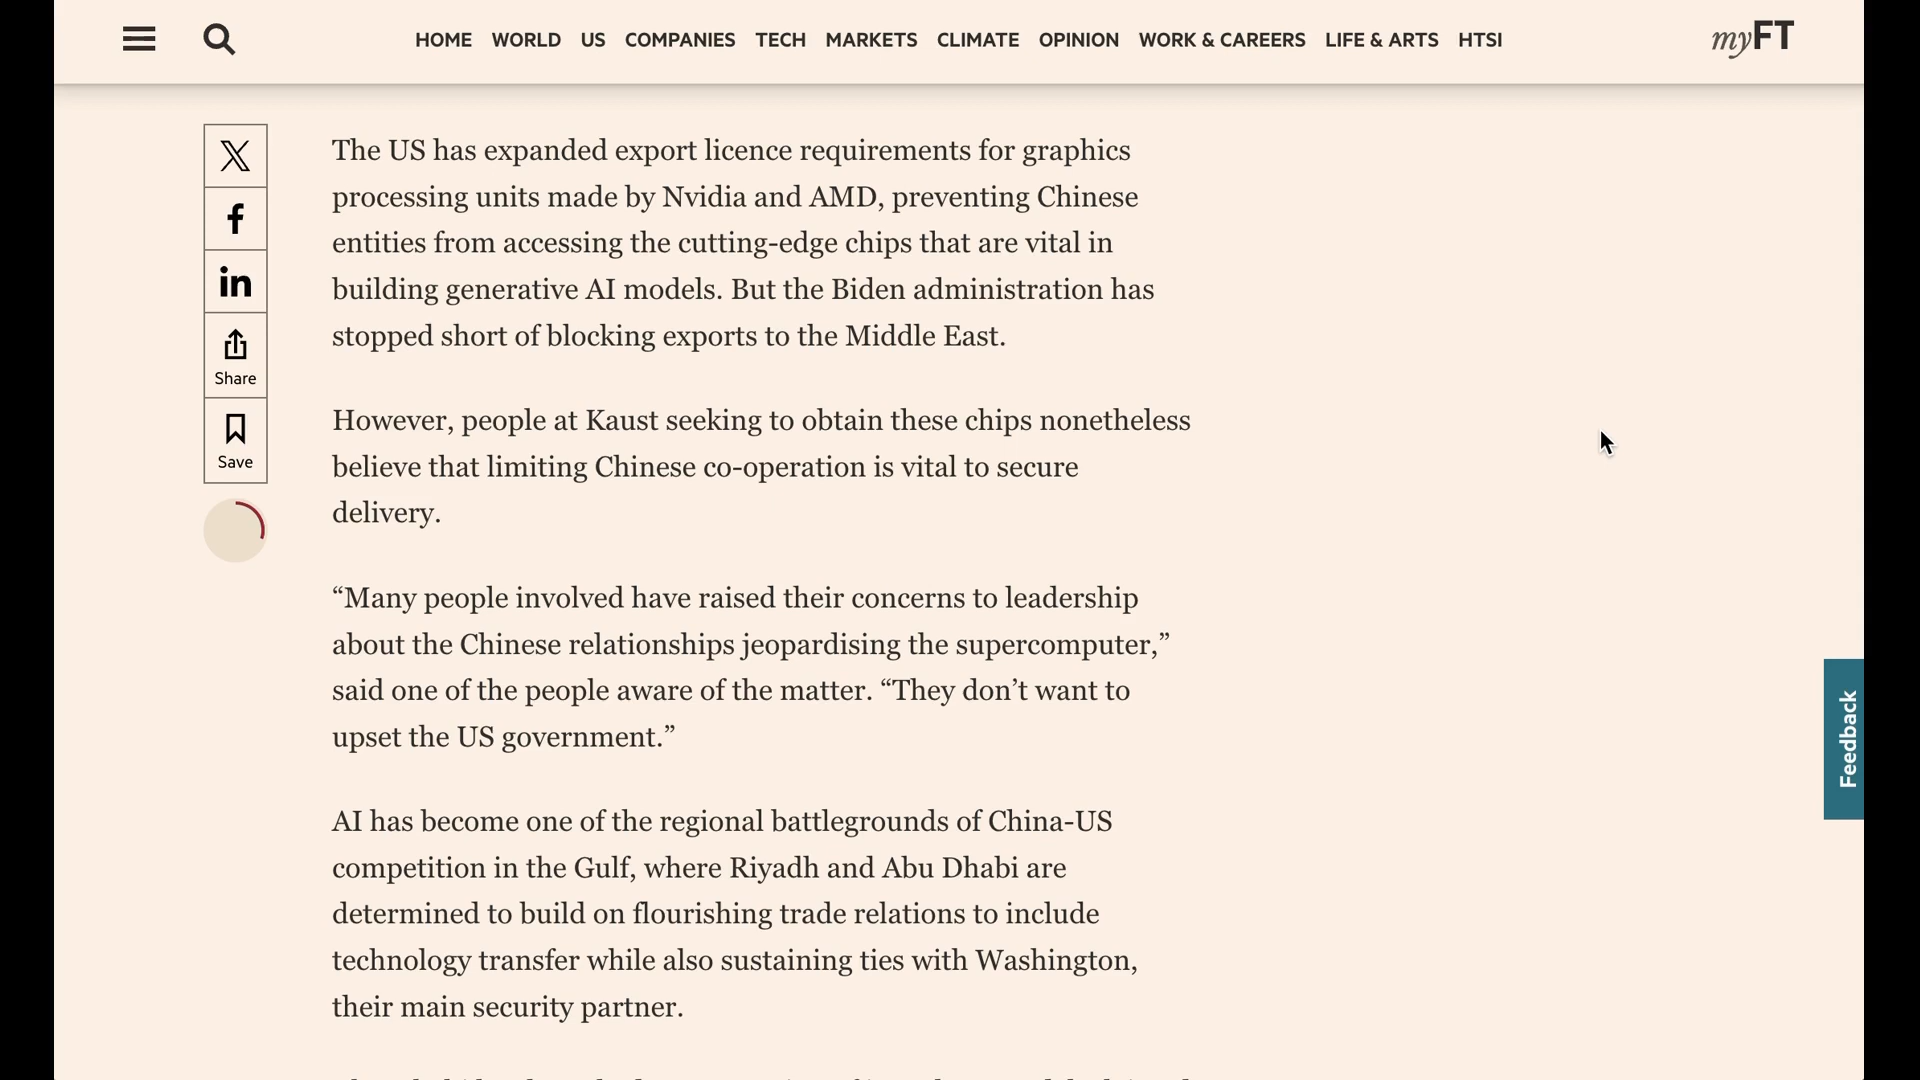 HOME WORLD US COMPANIES TECH MARKETS CLIMATE OPINION WORK & CAREERS LIFE & ARTS HTSI
myFT
The US has expanded export licence requirements for graphics
processing units made by Nvidia and AMD, preventing Chinese
entities from accessing the cutting-edge chips that are vital in
building generative AI models. But the Biden administration has
stopped short of blocking exports to the Middle East.
However, people at Kaust seeking to obtain these chips nonetheless
believe that limiting Chinese co-operation is vital to secure
delivery.
“Many people involved have raised their concerns to leadership
about the Chinese relationships jeopardising the supercomputer,”
said one of the people aware of the matter. “They don’t want to
upset the US government.”
AI has become one of the regional battlegrounds of China-US
competition in the Gulf, where Riyadh and Abu Dhabi are
determined to build on flourishing trade relations to include
technology transfer while also sustaining ties with Washington,
their main security partner.
Share
Save
Feedback